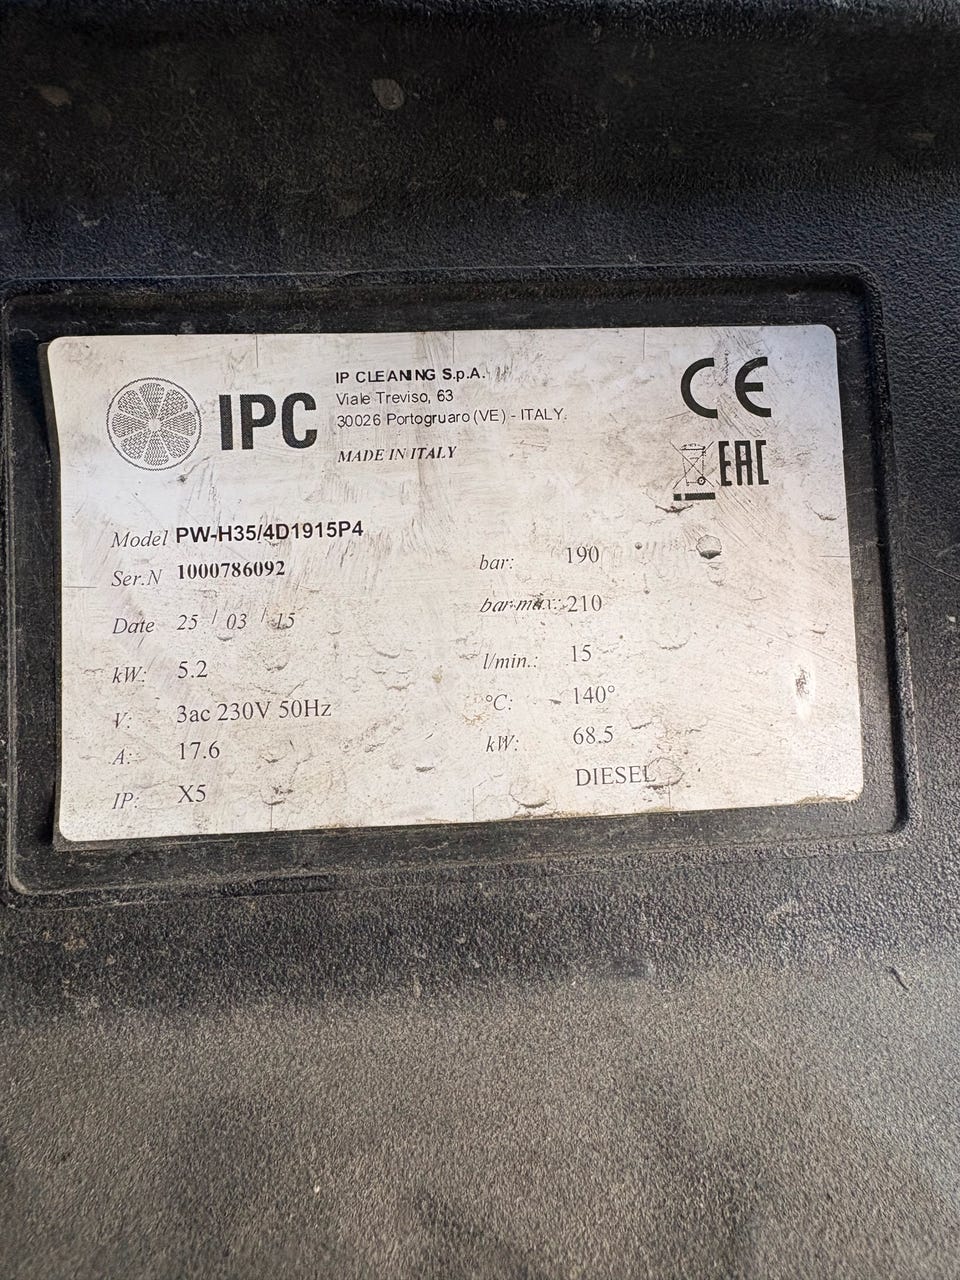 IPC
IP CLEANING S.p.A.
Viale Treviso, 63
30026 Portogruaro (VE) - ITALY.
MADE IN ITALY
CE
EAC
Model PW-H35/4D1915P4
Ser.N 1000786092
Date 25 / 03 / 15
kW: 5.2
V: 3ac 230V 50Hz
A: 17.6
IP: X5
bar: 190
bar max: 210
l/min.: 15
°C: 140°
kW: 68.5
DIESEL